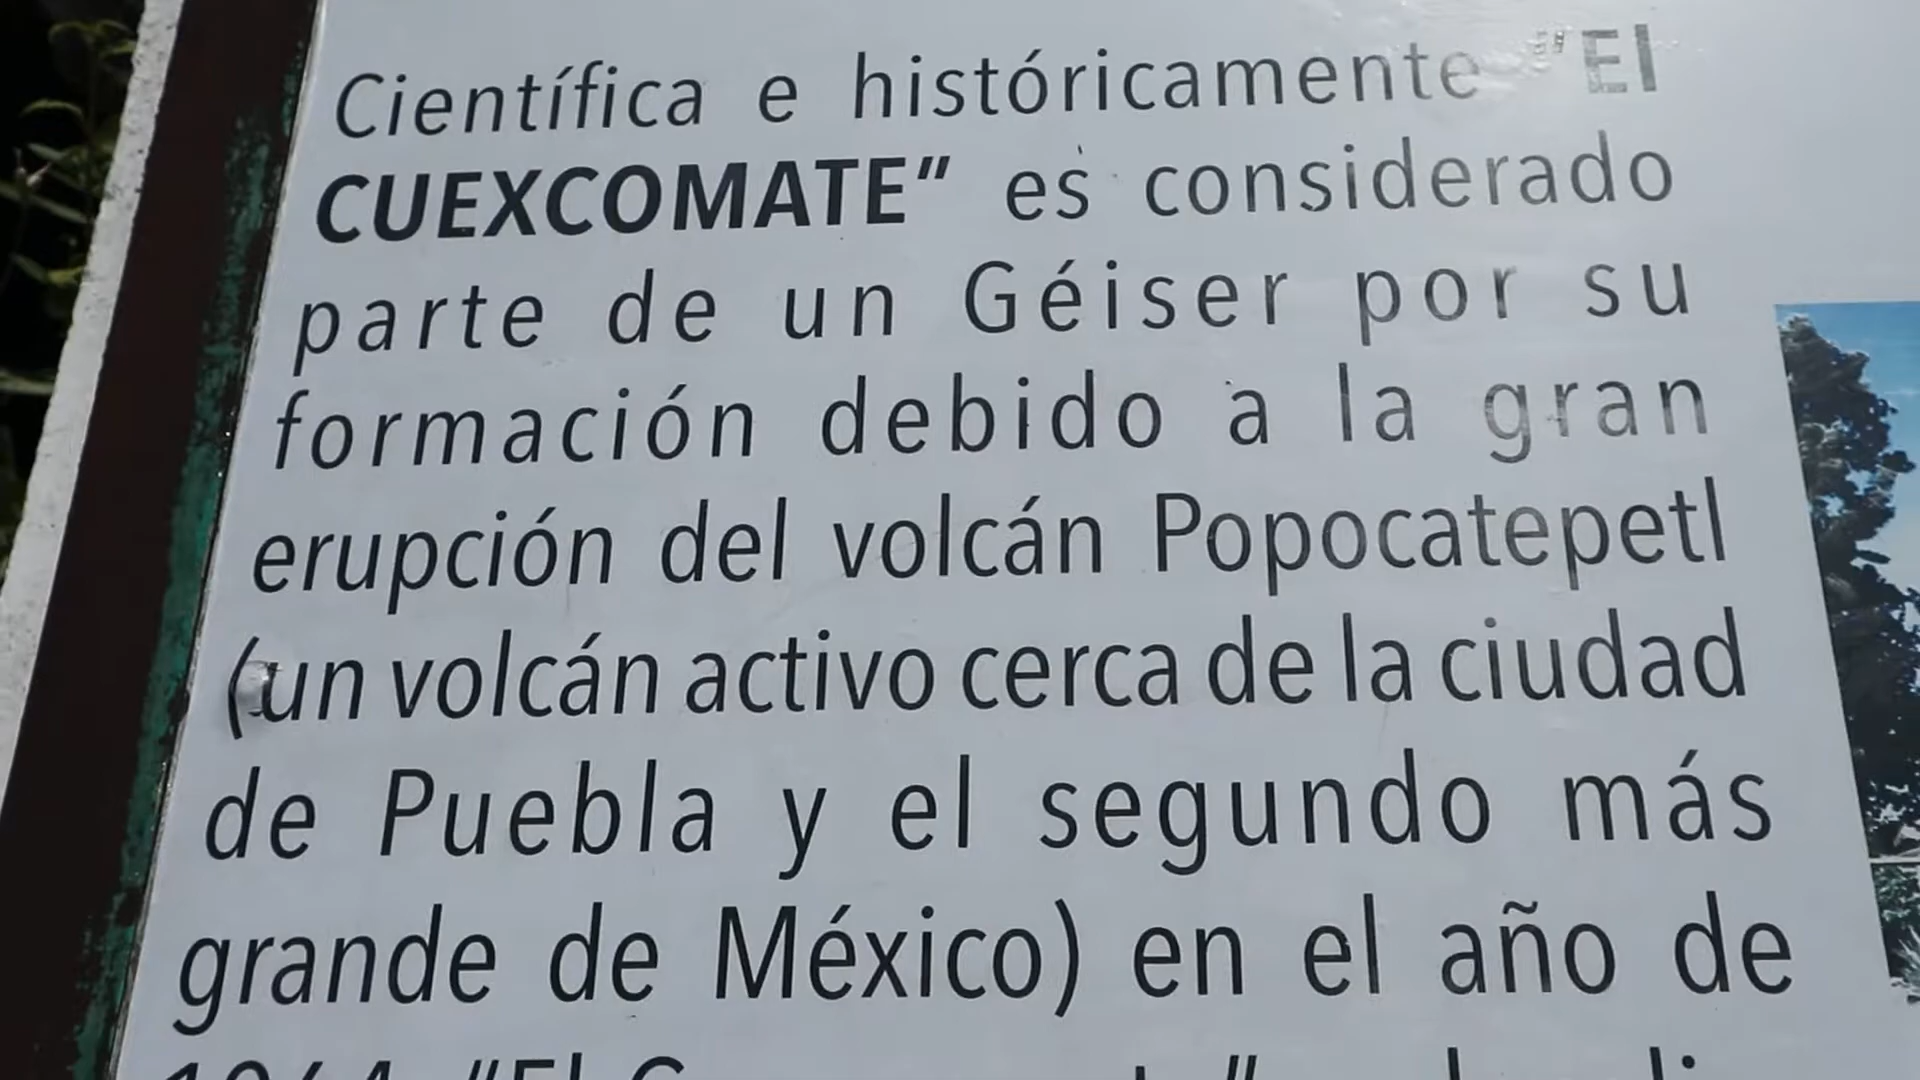 Científica e históricamente "El
CUEXCOMATE" es considerado
parte de un Géiser por su
formación debido a la gran
erupción del volcán Popocatepetl
(un volcán activo cerca de la ciudad
de Puebla y el segundo más
grande de México) en el año de